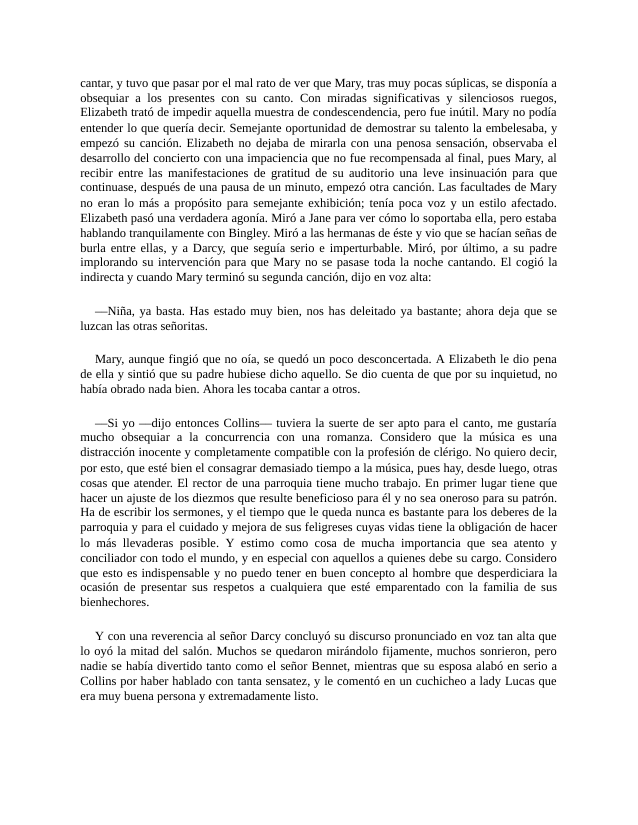 cantar, y tuvo que pasar por el mal rato de ver que Mary, tras muy pocas súplicas, se disponía a
obsequiar a los presentes con su canto. Con miradas significativas y silenciosos ruegos,
Elizabeth trató de impedir aquella muestra de condescendencia, pero fue inútil. Mary no podía
entender lo que quería decir. Semejante oportunidad de demostrar su talento la embelesaba, y
empezó su canción. Elizabeth no dejaba de mirarla con una penosa sensación, observaba el
desarrollo del concierto con una impaciencia que no fue recompensada al final, pues Mary, al
recibir entre las manifestaciones de gratitud de su auditorio una leve insinuación para que
continuase, después de una pausa de un minuto, empezó otra canción. Las facultades de Mary
no eran lo más a propósito para semejante exhibición; tenía poca voz y un estilo afectado.
Elizabeth pasó una verdadera agonía. Miró a Jane para ver cómo lo soportaba ella, pero estaba
hablando tranquilamente con Bingley. Miró a las hermanas de éste y vio que se hacían señas de
burla entre ellas, y a Darcy, que seguía serio e imperturbable. Miró, por último, a su padre
implorando su intervención para que Mary no se pasase toda la noche cantando. El cogió la
indirecta y cuando Mary terminó su segunda canción, dijo en voz alta:
—Niña, ya basta. Has estado muy bien, nos has deleitado ya bastante; ahora deja que se
luzcan las otras señoritas.
Mary, aunque fingió que no oía, se quedó un poco desconcertada. A Elizabeth le dio pena
de ella y sintió que su padre hubiese dicho aquello. Se dio cuenta de que por su inquietud, no
había obrado nada bien. Ahora les tocaba cantar a otros.
—Si yo —dijo entonces Collins— tuviera la suerte de ser apto para el canto, me gustaría
mucho obsequiar a la concurrencia con una romanza. Considero que la música es una
distracción inocente y completamente compatible con la profesión de clérigo. No quiero decir,
por esto, que esté bien el consagrar demasiado tiempo a la música, pues hay, desde luego, otras
cosas que atender. El rector de una parroquia tiene mucho trabajo. En primer lugar tiene que
hacer un ajuste de los diezmos que resulte beneficioso para él y no sea oneroso para su patrón.
Ha de escribir los sermones, y el tiempo que le queda nunca es bastante para los deberes de la
parroquia y para el cuidado y mejora de sus feligreses cuyas vidas tiene la obligación de hacer
lo más llevaderas posible. Y estimo como cosa de mucha importancia que sea atento y
conciliador con todo el mundo, y en especial con aquellos a quienes debe su cargo. Considero
que esto es indispensable y no puedo tener en buen concepto al hombre que desperdiciara la
ocasión de presentar sus respetos a cualquiera que esté emparentado con la familia de sus
bienhechores.
Y con una reverencia al señor Darcy concluyó su discurso pronunciado en voz tan alta que
lo oyó la mitad del salón. Muchos se quedaron mirándolo fijamente, muchos sonrieron, pero
nadie se había divertido tanto como el señor Bennet, mientras que su esposa alabó en serio a
Collins por haber hablado con tanta sensatez, y le comentó en un cuchicheo a lady Lucas que
era muy buena persona y extremadamente listo.